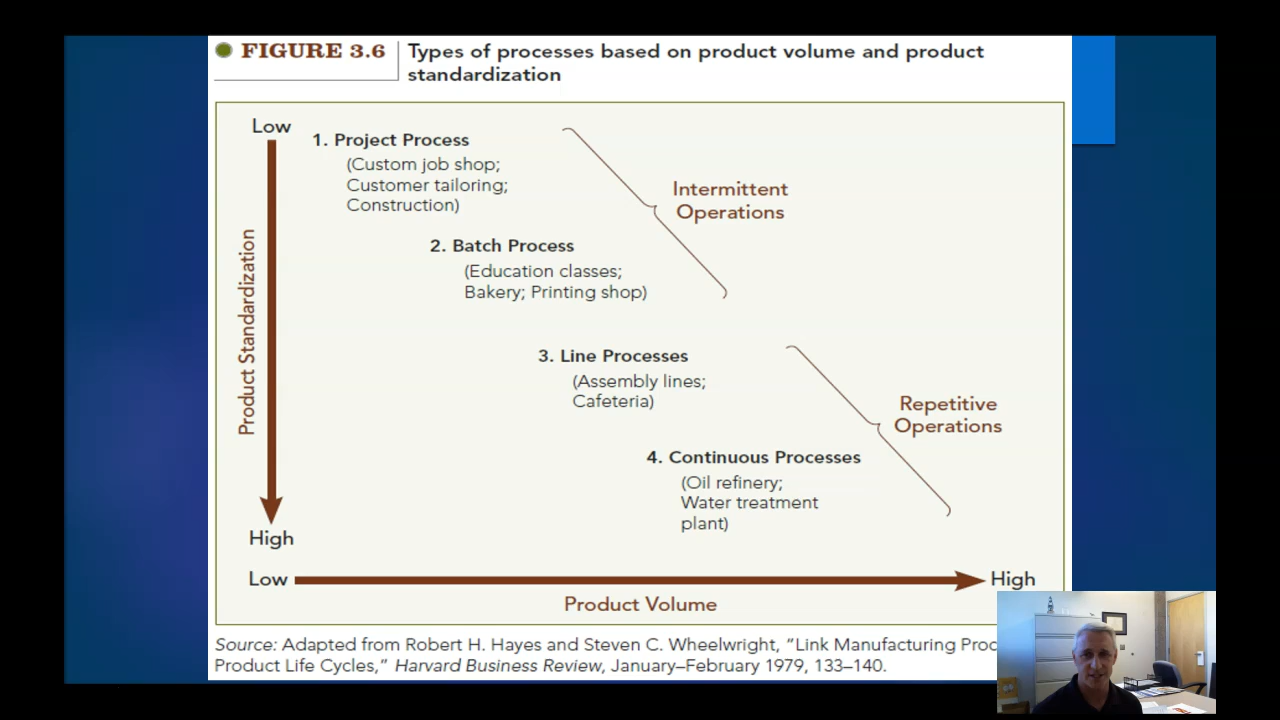 FIGURE 3.6
Types of processes based on product volume and product
standardization
Low
1. Project Process
(Custom job shop;
Customer tailoring;
Construction)
Intermittent
Operations
2. Batch Process
(Education classes;
Bakery; Printing shop)
Product Standardization
3. Line Processes
(Assembly lines;
Cafeteria)
Repetitive
Operations
4. Continuous Processes
(Oil refinery;
Water treatment
plant)
High
Low
High
Product Volume
Source: Adapted from Robert H. Hayes and Steven C. Wheelwright, “Link Manufacturing
Product Life Cycles,” Harvard Business Review, January–February 1979, 133–140.